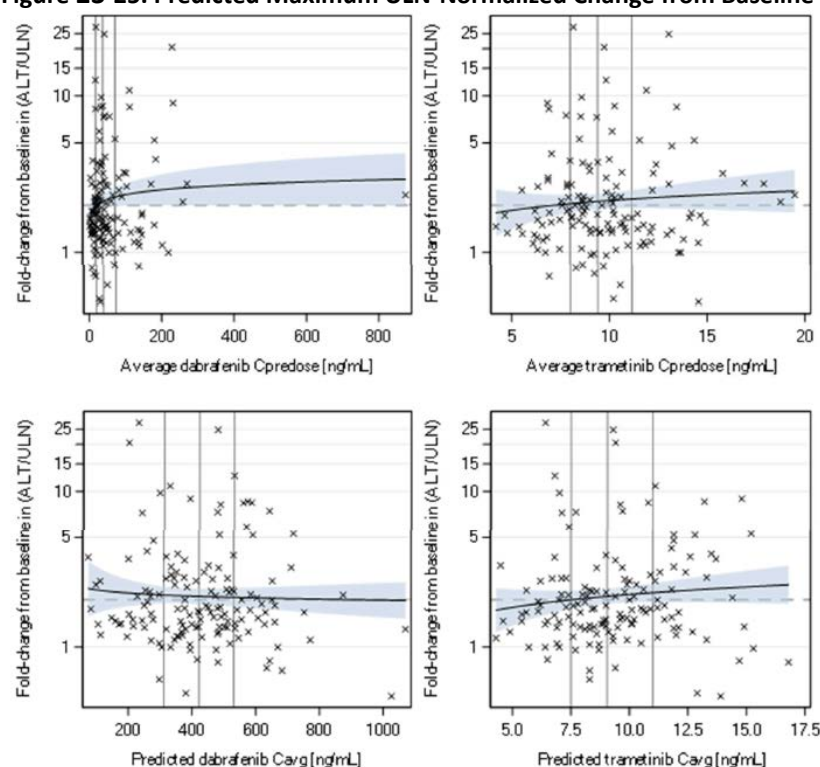 Figure 23-25. Predicted Maximum ULN-Normalized Change from Baseline
Fold-change from baseline in (ALT/ULN)
25
15
10
5
1
0 200 400 600 800
Average dabrafenib Cpredose [ng/mL]
Fold-change from baseline in (ALT/ULN)
25
15
10
5
1
5 10 15 20
Average trametinib Cpredose [ng/mL]
Fold-change from baseline in (ALT/ULN)
25
15
10
5
1
200 400 600 800 1000
Predicted dabrafenib Cavg [ng/mL]
Fold-change from baseline in (ALT/ULN)
25
15
10
5
1
5.0 7.5 10.0 12.5 15.0 17.5
Predicted trametinib Cavg [ng/mL]